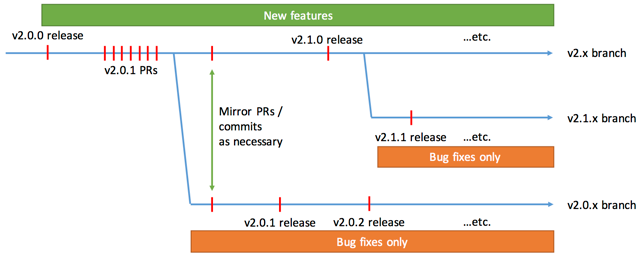 New features
v2.0.0 release
v2.1.0 release
...etc.
v2.x branch
v2.0.1 PRs
Mirror PRs /
commits
as necessary
v2.1.x branch
v2.1.1 release
...etc.
Bug fixes only
v2.0.x branch
v2.0.1 release
v2.0.2 release
...etc.
Bug fixes only